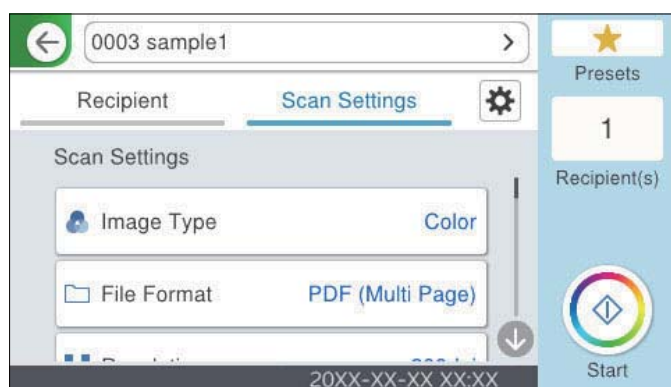 0003 sample1
Presets
Recipient
Scan Settings
1
Recipient(s)
Scan Settings
Image Type
Color
File Format
PDF (Multi Page)
20XX-XX-XX XX:XX
Start